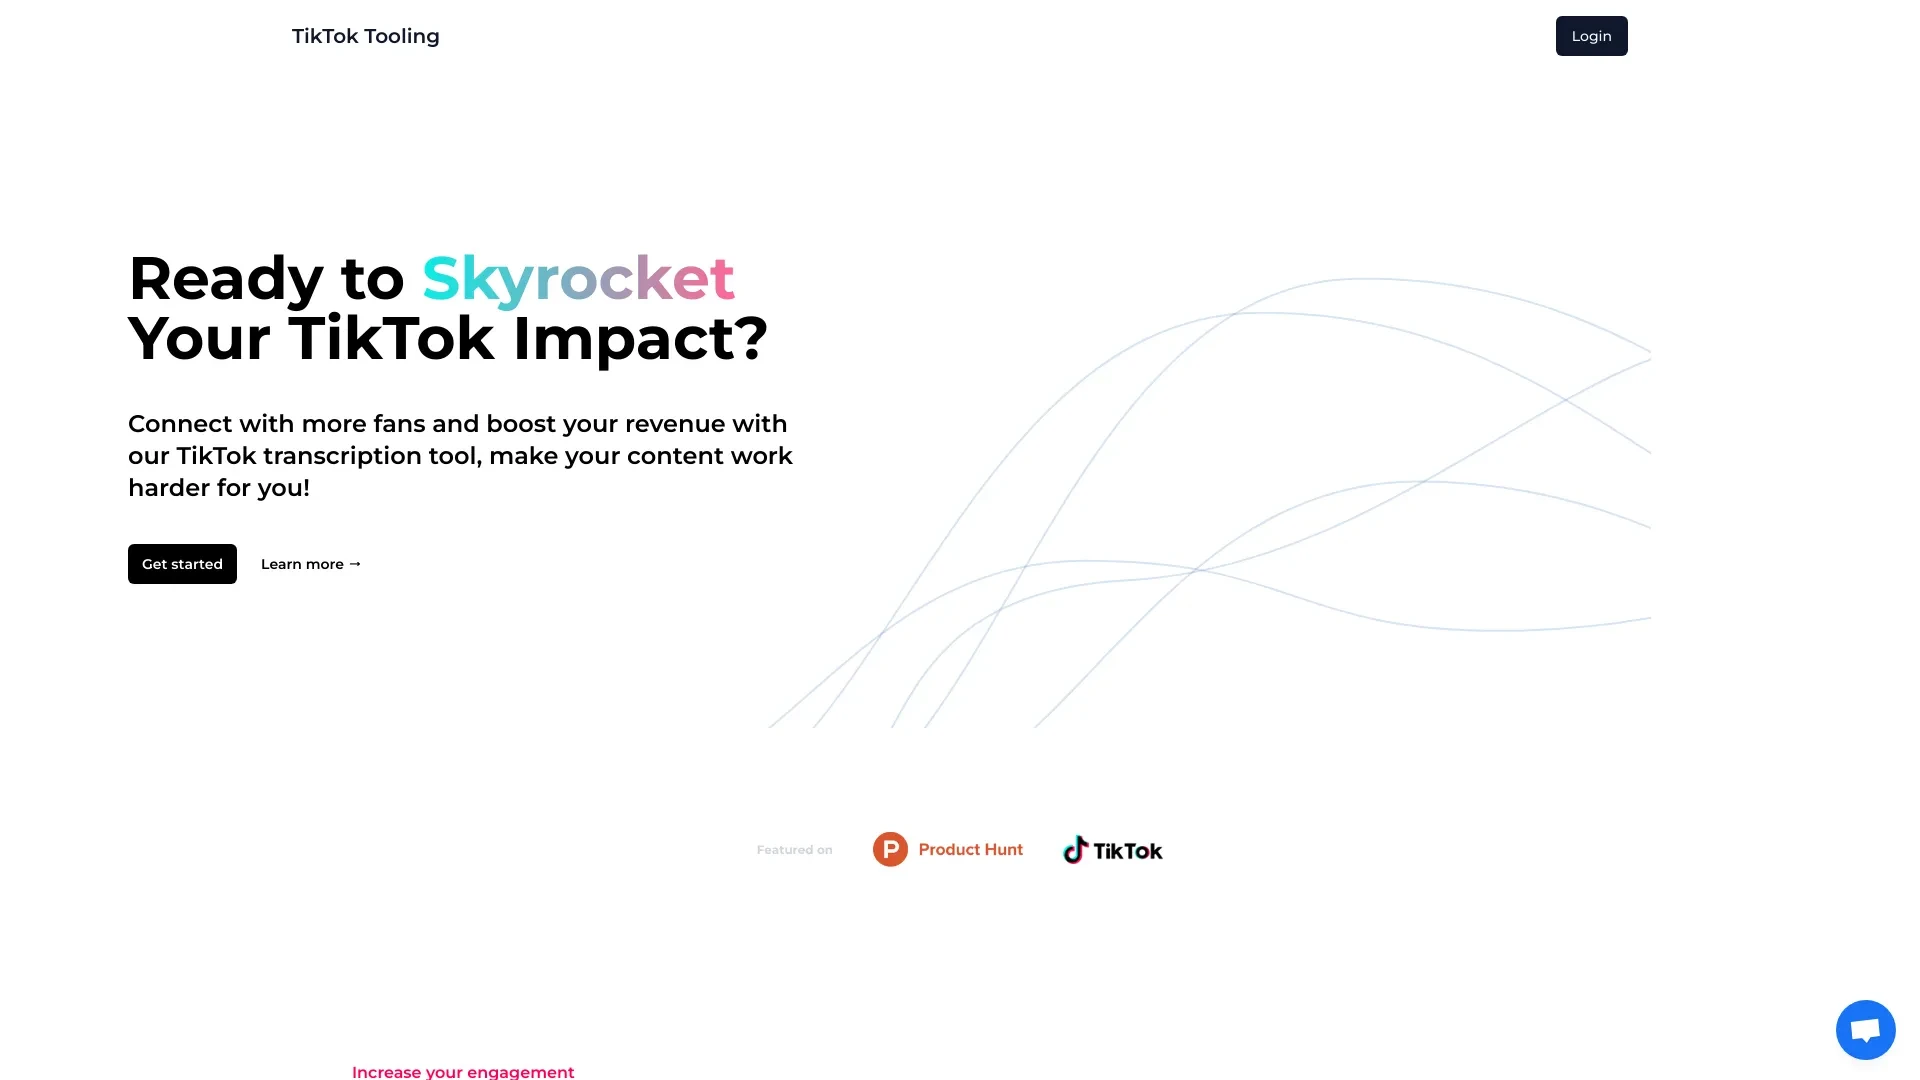 TikTok Tooling
Login
Ready to Skyrocket
Your TikTok Impact?
Connect with more fans and boost your revenue with
our TikTok transcription tool, make your content work
harder for you!
Get started
Learn more →
Featured on
P Product Hunt
TikTok
Increase your engagement